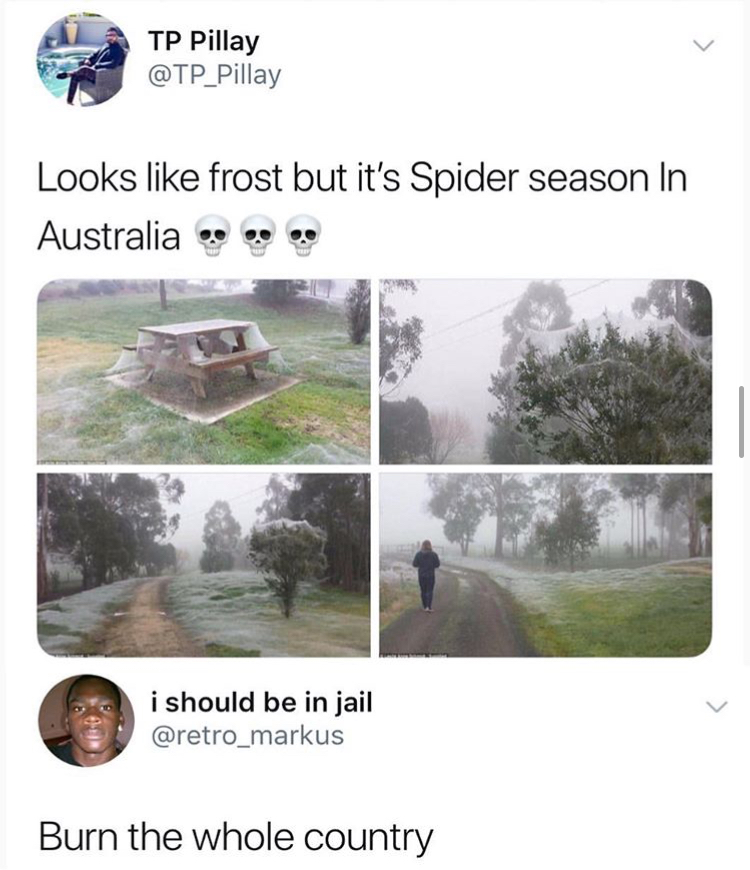 TP Pillay
@TP_Pillay
Looks like frost but it's Spider season In
Australia 💀💀💀
i should be in jail
@retro_markus
Burn the whole country